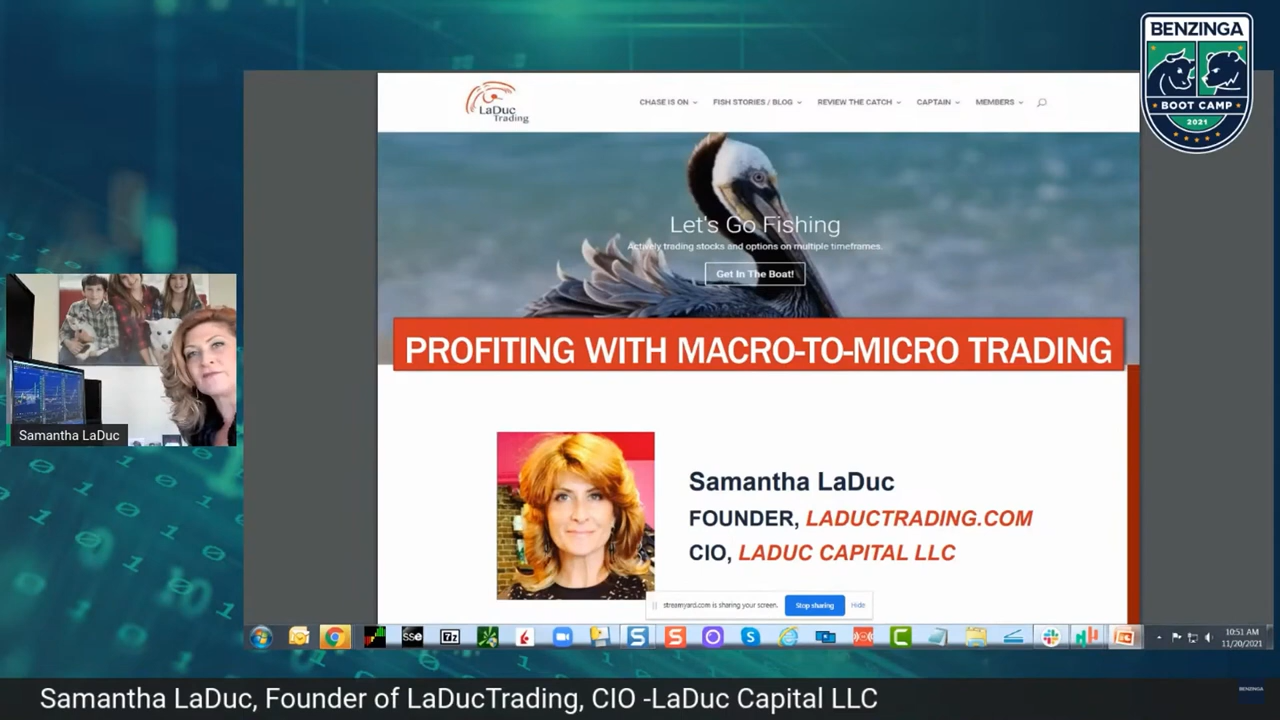 BENZINGA
BOOT CAMP
2021
LaDuc
Trading
CHASE IS ON
FISH STORIES / BLOG
REVIEW THE CATCH
CAPTAIN
MEMBERS
Let's Go Fishing
Actively trading stocks and options on multiple timeframes.
Get In The Boat!
PROFITING WITH MACRO-TO-MICRO TRADING
Samantha LaDuc
Samantha LaDuc
FOUNDER, LADUCTRADING.COM
CIO, LADUC CAPITAL LLC
streamyard.com is sharing your screen.
Stop sharing
Hide
SSE
7z
10:51 AM
11/20/2021
Samantha LaDuc, Founder of LaDucTrading, CIO -LaDuc Capital LLC
BENZINGA